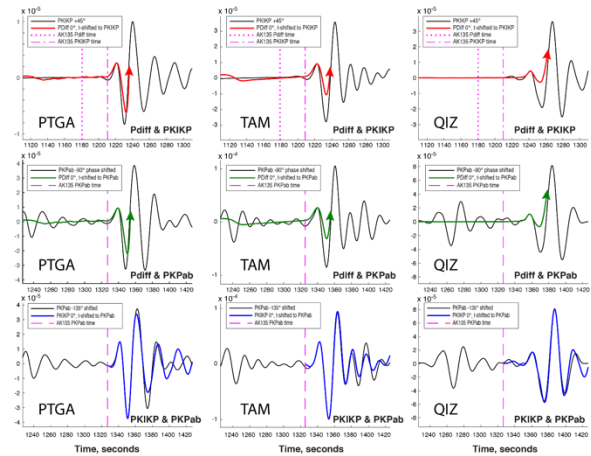 x 10^-5 x 10^-5 x 10^-5
PKIKP +45°
PDiff 0°, t-shifted to PKIKP
AK135 Pdiff time
AK135 PKIKP time
PKIKP +45°
PDiff 0°, t-shifted to PKIKP
AK135 Pdiff time
AK135 PKIKP time
PKIKP +45°
PDiff 0°, t-shifted to PKIKP
AK135 Pdiff time
AK135 PKIKP time
PTGA TAM QIZ
Pdiff & PKIKP Pdiff & PKIKP Pdiff & PKIKP
1120 1140 1160 1180 1200 1220 1240 1260 1280 1300
1120 1140 1160 1180 1200 1220 1240 1260 1280 1300
1120 1140 1160 1180 1200 1220 1240 1260 1280 1300
x 10^-5 x 10^-4 x 10^-5
PKPab -90° phase shifted
PDiff 0°, t-shifted to PKPab
AK135 PKPab time
PKPab -90° phase shifted
PDiff 0°, t-shifted to PKPab
AK135 PKPab time
PKPab -90° phase shifted
PDiff 0°, t-shifted to PKPab
AK135 PKPab time
PTGA TAM QIZ
Pdiff & PKPab Pdiff & PKPab Pdiff & PKPab
1240 1260 1280 1300 1320 1340 1360 1380 1400 1420
1240 1260 1280 1300 1320 1340 1360 1380 1400 1420
1240 1260 1280 1300 1320 1340 1360 1380 1400 1420
x 10^-5 x 10^-4 x 10^-5
PKPab -135° shifted
PKIKP 0°, t-shifted to PKPab
AK135 PKPab time
PKPab -135° shifted
PKIKP 0°, t-shifted to PKPab
AK135 PKPab time
PKPab -135° shifted
PKIKP 0°, t-shifted to PKPab
AK135 PKPab time
PTGA TAM QIZ
PKIKP & PKPab PKIKP & PKPab PKIKP & PKPab
1240 1260 1280 1300 1320 1340 1360 1380 1400 1420
1240 1260 1280 1300 1320 1340 1360 1380 1400 1420
1240 1260 1280 1300 1320 1340 1360 1380 1400 1420
Time, seconds Time, seconds Time, seconds